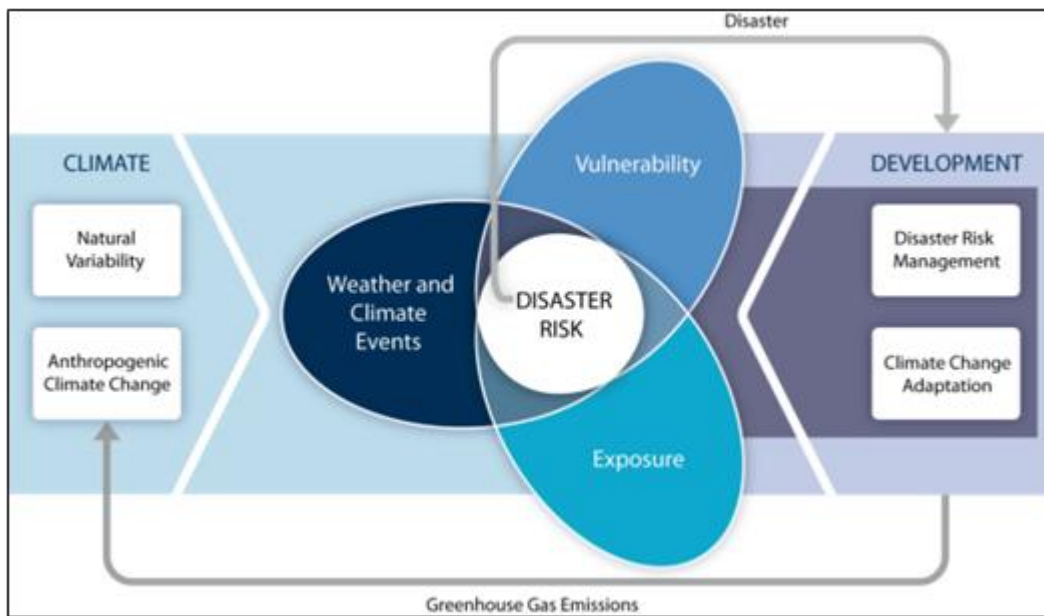 Disaster
CLIMATE
Natural
Variability
Anthropogenic
Climate Change
Vulnerability
Weather and
Climate
Events
DISASTER
RISK
Exposure
DEVELOPMENT
Disaster Risk
Management
Climate Change
Adaptation
Greenhouse Gas Emissions